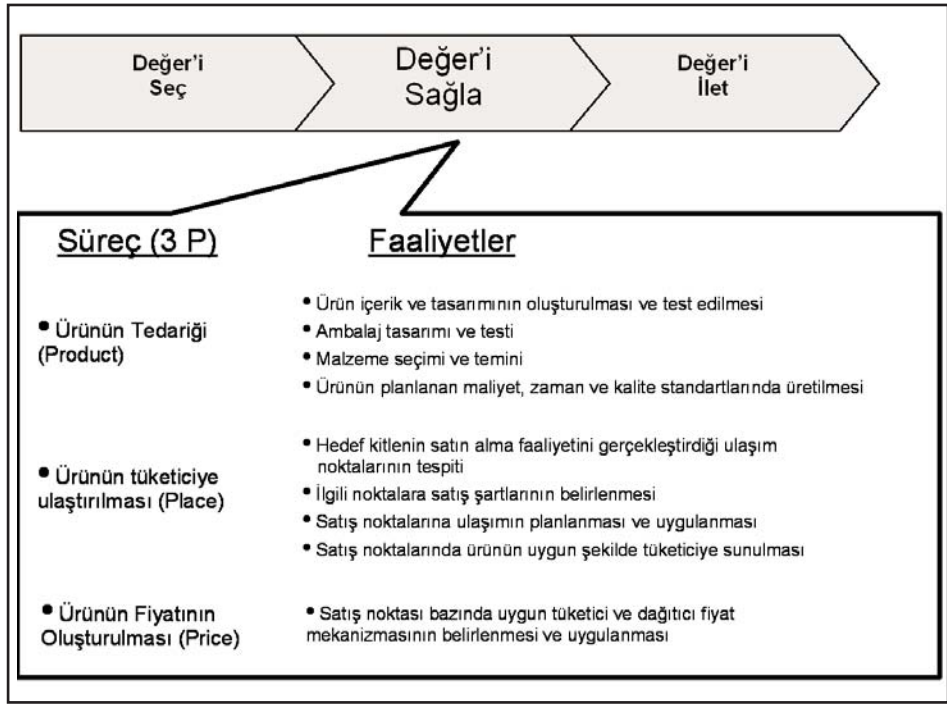 Değer'i
Seç
Değer'i
Sağla
Değer'i
İlet
Süreç (3 P)
Faaliyetler
• Ürünün Tedariği
(Product)
• Ürün içerik ve tasarımının oluşturulması ve test edilmesi
• Ambalaj tasarımı ve testi
• Malzeme seçimi ve temini
• Ürünün planlanan maliyet, zaman ve kalite standartlarında üretilmesi
• Ürünün tüketiciye
ulaştırılması (Place)
• Hedef kitlenin satın alma faaliyetini gerçekleştirdiği ulaşım
noktalarının tespiti
• İlgili noktalara satış şartlarının belirlenmesi
• Satış noktalarına ulaşımın planlanması ve uygulanması
• Satış noktalarında ürünün uygun şekilde tüketiciye sunulması
• Ürünün Fiyatının
Oluşturulması (Price)
• Satış noktası bazında uygun tüketici ve dağıtıcı fiyat
mekanizmasının belirlenmesi ve uygulanması